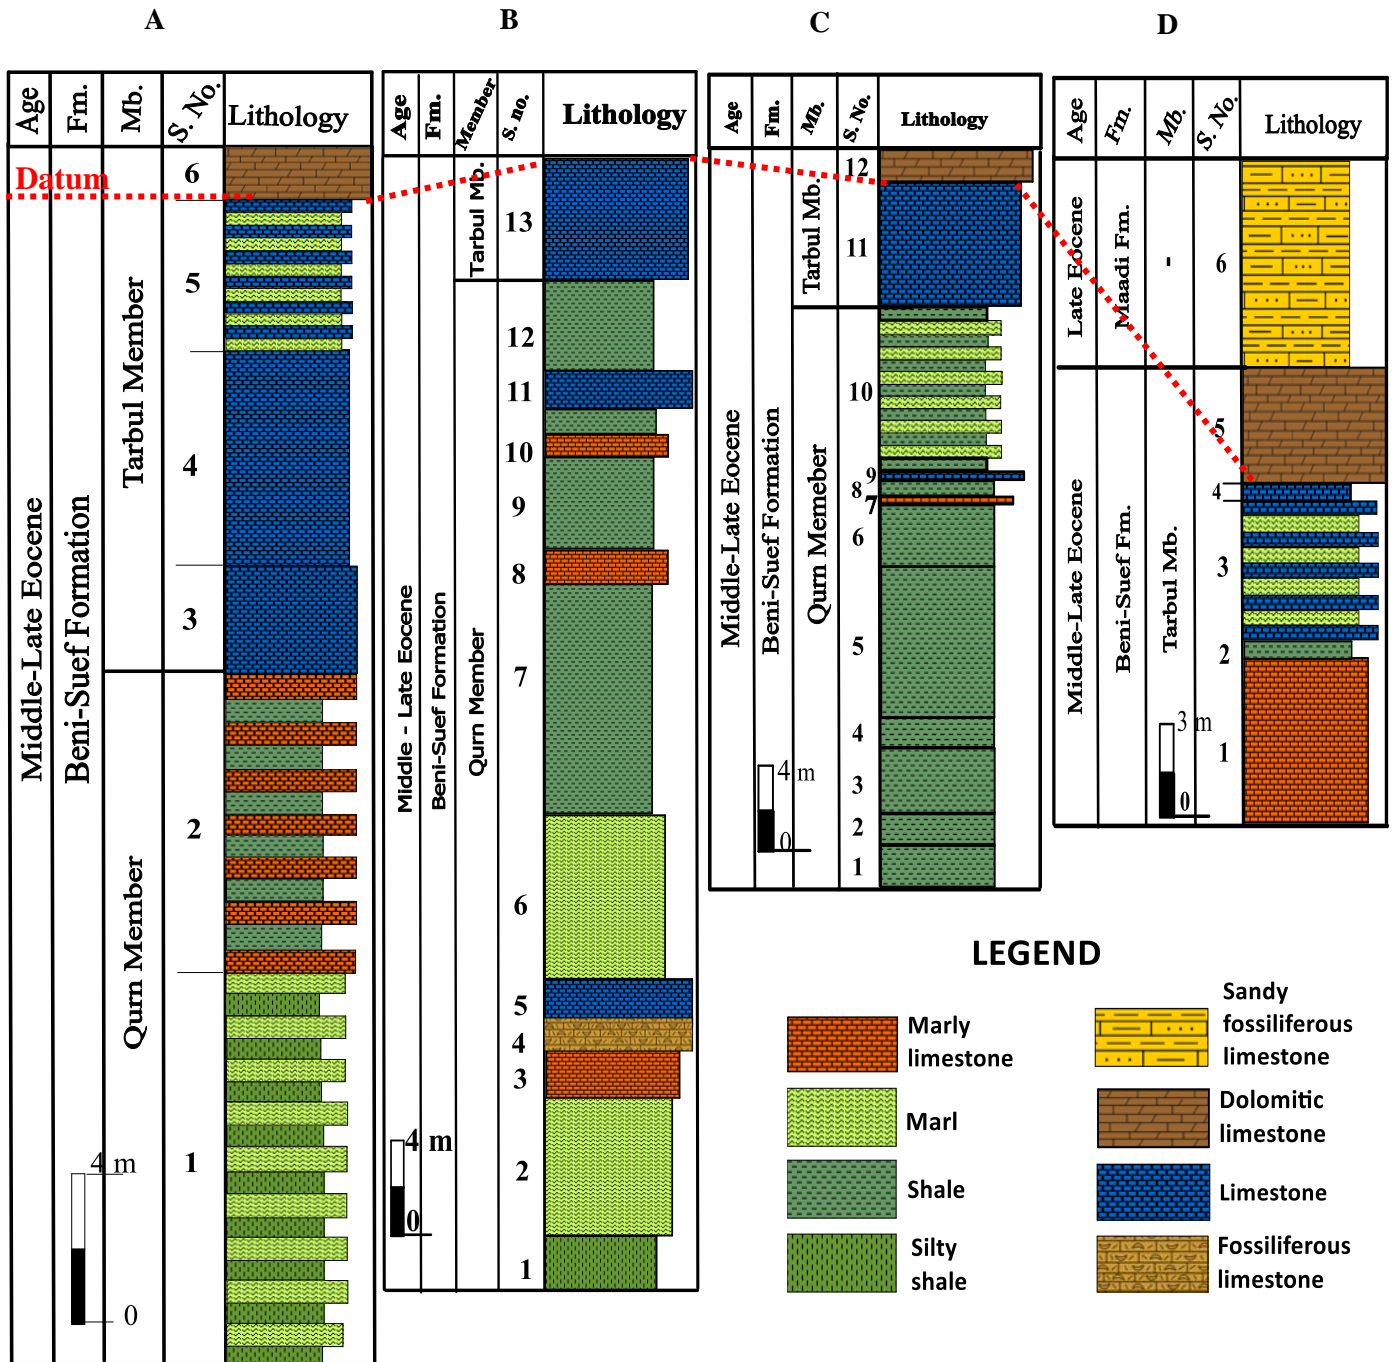 A
B
C
D
Age
Fm.
Mb.
S. No.
Lithology
Datum
6
5
4
3
2
1
Middle-Late Eocene
Beni-Suef Formation
Tarbul Member
Qurn Member
4 m
0
Age
Fm.
Member
S. no.
Lithology
13
12
11
10
9
8
7
6
5
4
3
2
1
Middle - Late Eocene
Beni-Suef Formation
Tarbul Mb.
Qurn Member
4 m
0
Age
Fm.
Mb.
S. No.
Lithology
12
11
10
9
8
7
6
5
4
3
2
1
Middle-Late Eocene
Beni-Suef Formation
Tarbul Mb.
Qurn Memeber
4 m
0
Age
Fm.
Mb.
S. No.
Lithology
Late Eocene
Maadi Fm.
-
6
5
4
3
2
1
Middle-Late Eocene
Beni-Suef Fm.
Tarbul Mb.
3 m
0
LEGEND
Marly
limestone
Marl
Shale
Silty
shale
Sandy
fossiliferous
limestone
Dolomitic
limestone
Limestone
Fossiliferous
limestone